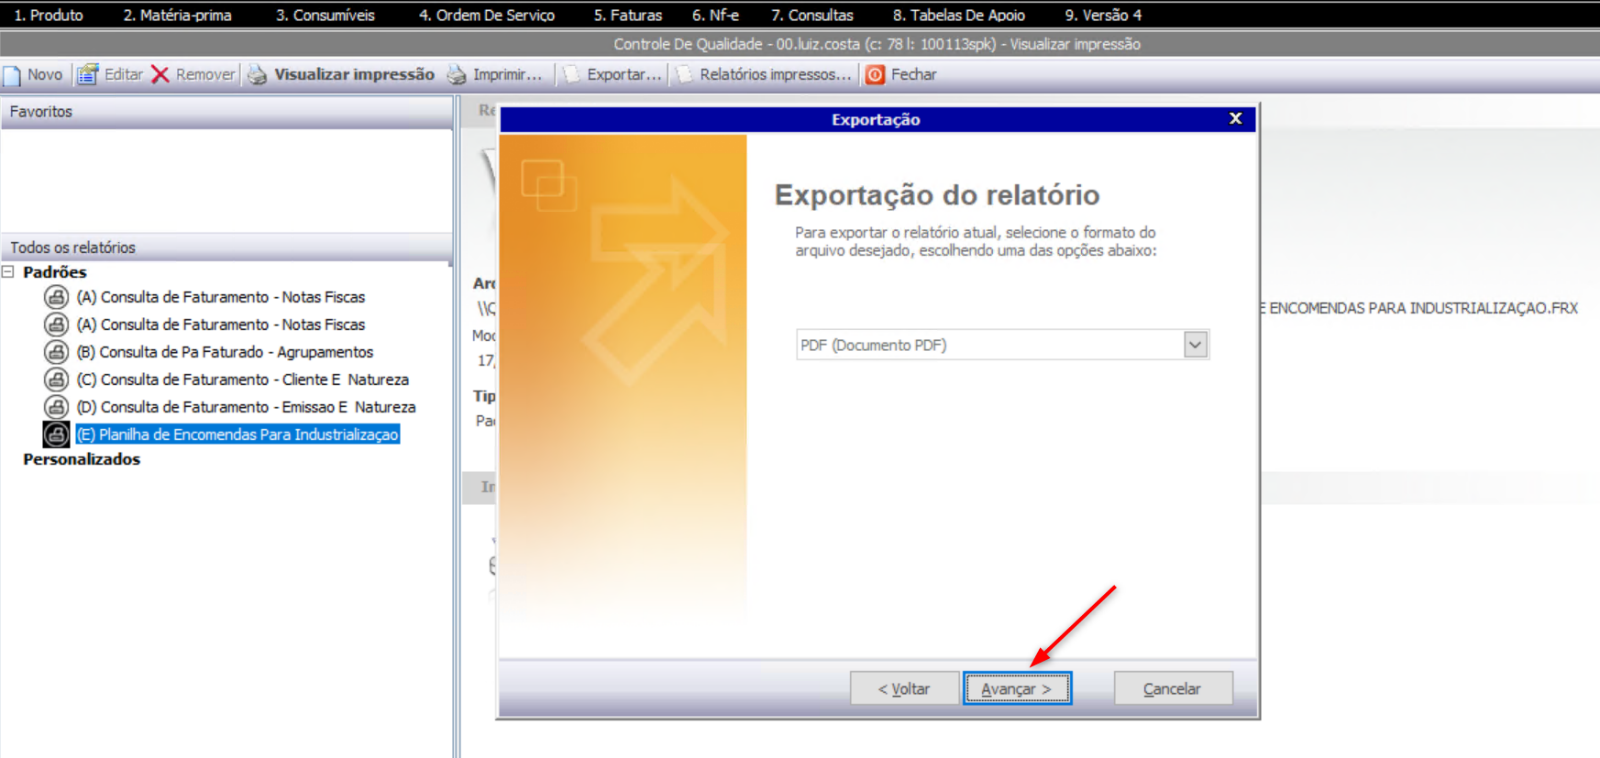 1. Produto 2. Matéria-prima 3. Consumíveis 4. Ordem De Serviço 5. Faturas 6. Nf-e 7. Consultas 8. Tabelas De Apoio 9. Versão 4
Controle De Qualidade - 00.luiz.costa (c: 78 l: 100113spk) - Visualizar impressão
Novo Editar Remover Visualizar impressão Imprimir... Exportar... Relatórios impressos... Fechar
Favoritos
Todos os relatórios
Padrões
(A) Consulta de Faturamento - Notas Fiscas
(A) Consulta de Faturamento - Notas Fiscas
(B) Consulta de Pa Faturado - Agrupamentos
(C) Consulta de Faturamento - Cliente E Natureza
(D) Consulta de Faturamento - Emissao E Natureza
(E) Planilha de Encomendas Para Industrializaçao
Personalizados
Exportação X
Exportação do relatório
Para exportar o relatório atual, selecione o formato do
arquivo desejado, escolhendo uma das opções abaixo:
E ENCOMENDAS PARA INDUSTRIALIZAÇAO.FRX
PDF (Documento PDF)
17,
Tip
< Voltar Avançar > Cancelar